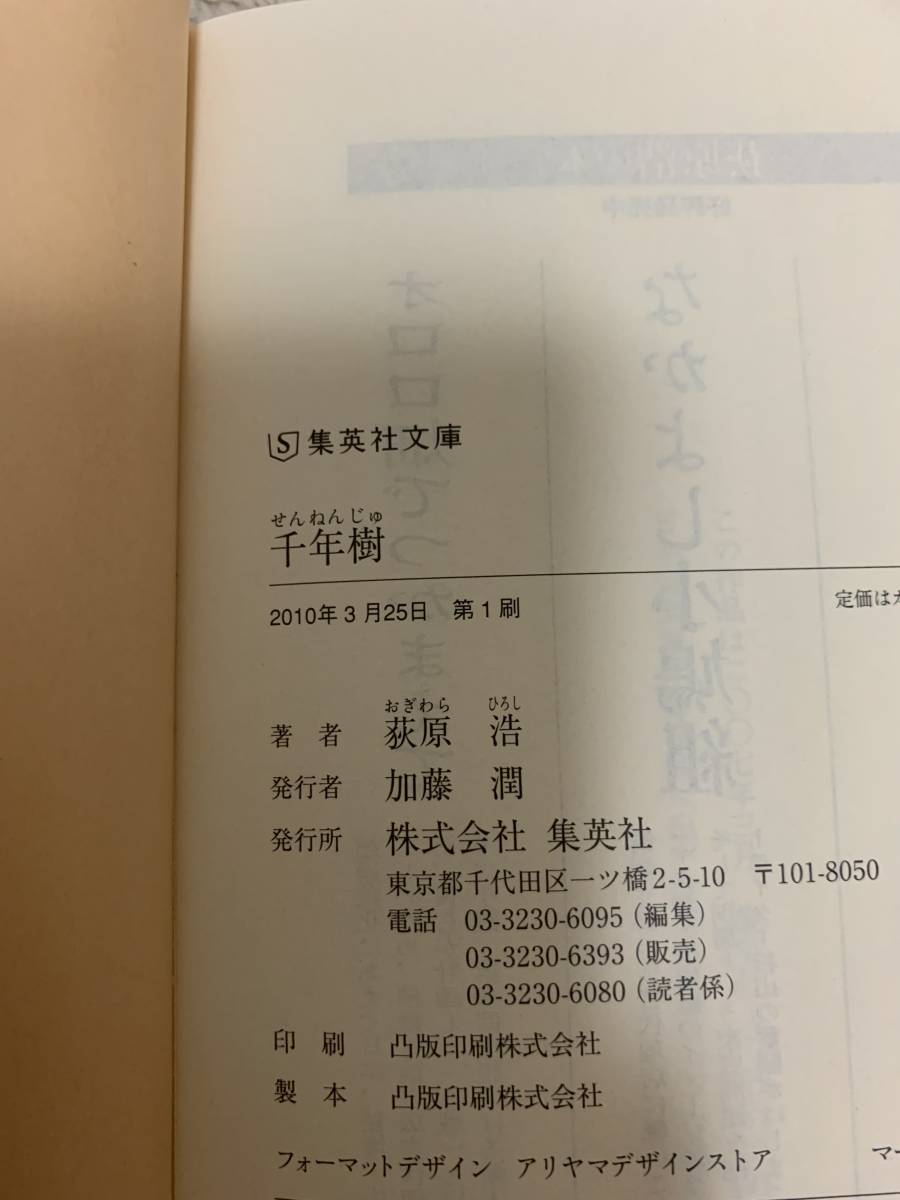 S 集英社文庫
せんねんじゅ
千年樹
2010年3月25日 第1刷
定価はカ
おぎわら ひろし
著者 荻原 浩
発行者 加藤 潤
発行所 株式会社 集英社
東京都千代田区一ツ橋2-5-10 〒101-8050
電話 03-3230-6095(編集)
03-3230-6393(販売)
03-3230-6080(読者係)
印刷 凸版印刷株式会社
製本 凸版印刷株式会社
フォーマットデザイン アリヤマデザインストア
マー